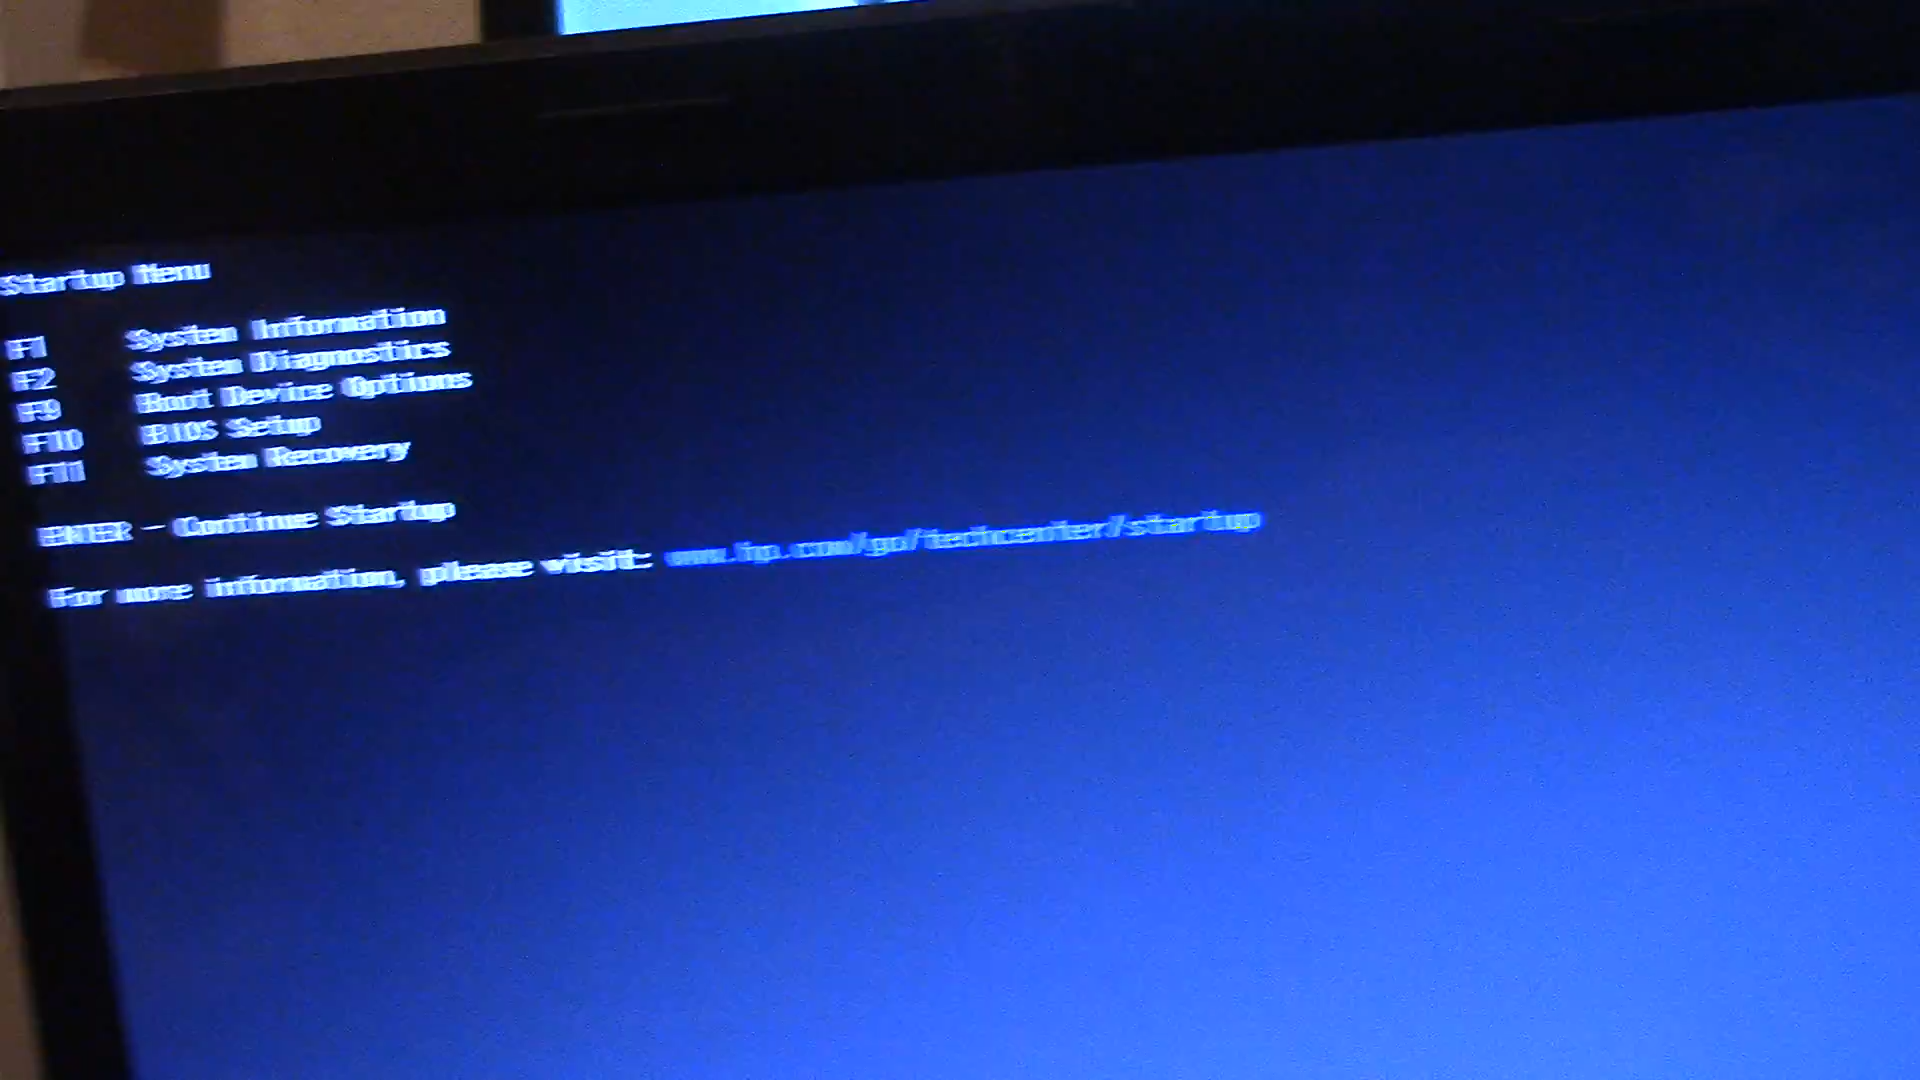 Startup Menu
F1 System Information
F2 System Diagnostics
F9 Boot Device Options
F10 BIOS Setup
F11 System Recovery
ENTER - Continue Startup
For more information, please visit: www.hp.com/go/techcenter/startup